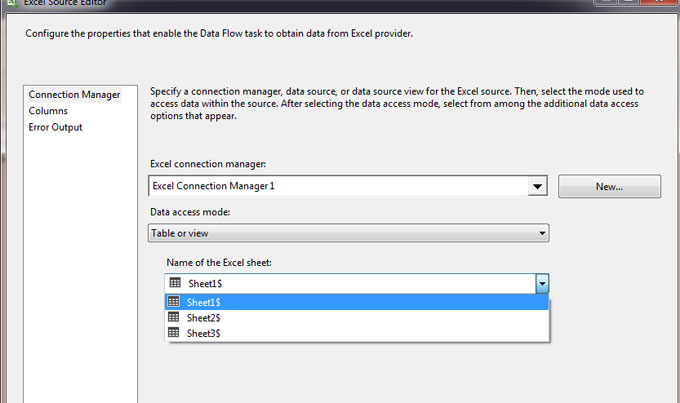 Excel Source Editor
Configure the properties that enable the Data Flow task to obtain data from Excel provider.
Connection Manager
Columns
Error Output
Specify a connection manager, data source, or data source view for the Excel source. Then, select the mode used to
access data within the source. After selecting the data access mode, select from among the additional data access
options that appear.
Excel connection manager:
Excel Connection Manager 1
New...
Data access mode:
Table or view
Name of the Excel sheet:
Sheet1$
Sheet1$
Sheet2$
Sheet3$